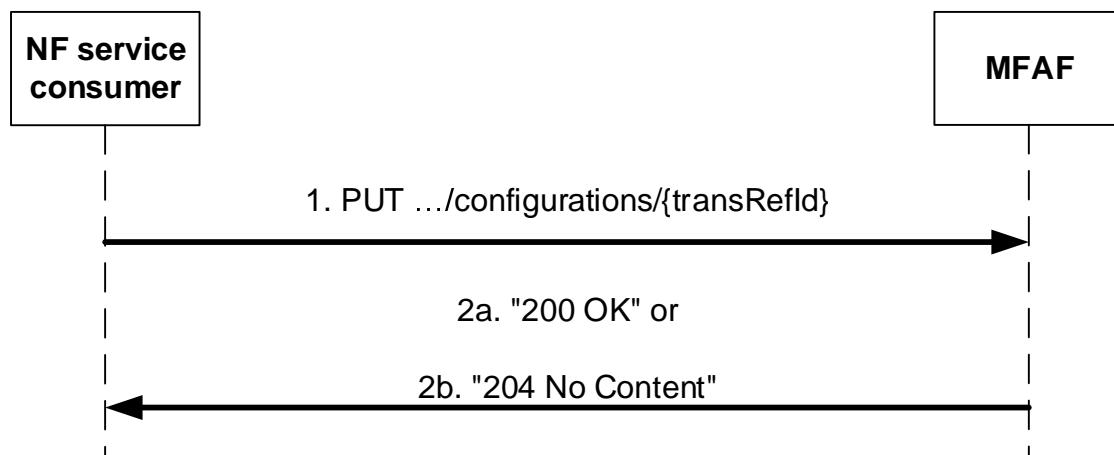 NF service
consumer
MFAF
1. PUT …/configurations/{transRefId}
2a. "200 OK" or
2b. "204 No Content"